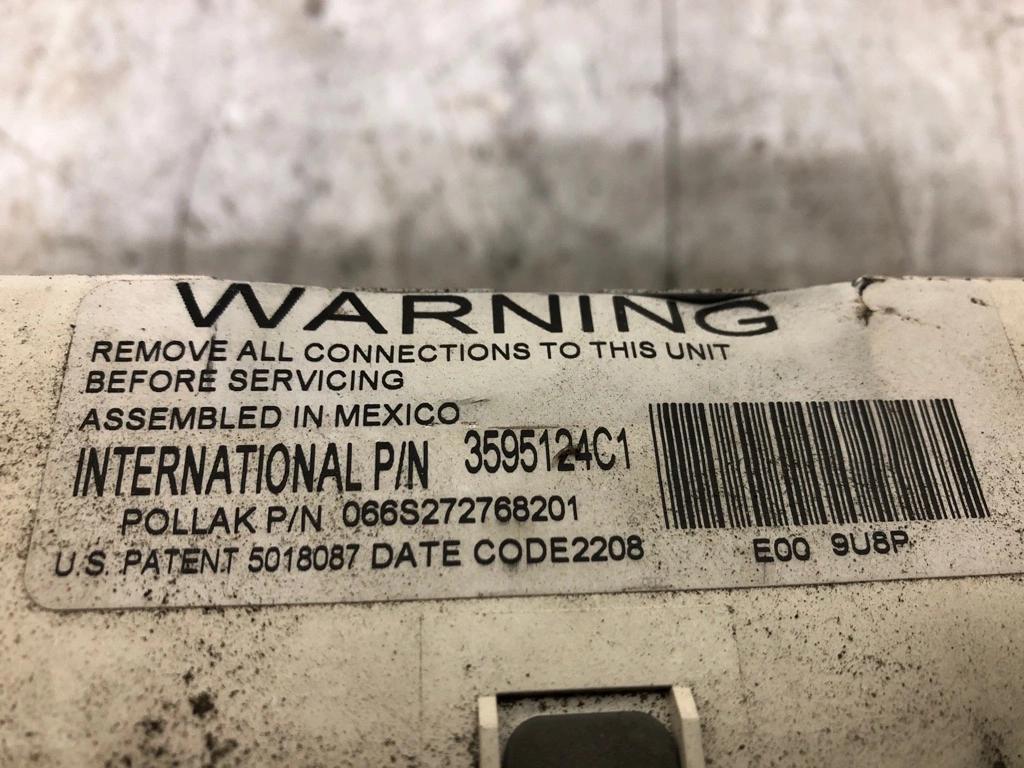 WARNING
REMOVE ALL CONNECTIONS TO THIS UNIT
BEFORE SERVICING
ASSEMBLED IN MEXICO
INTERNATIONAL P/N 3595124C1
POLLAK P/N 066S272768201
U.S. PATENT 5018087 DATE CODE2208
E00 9U8P